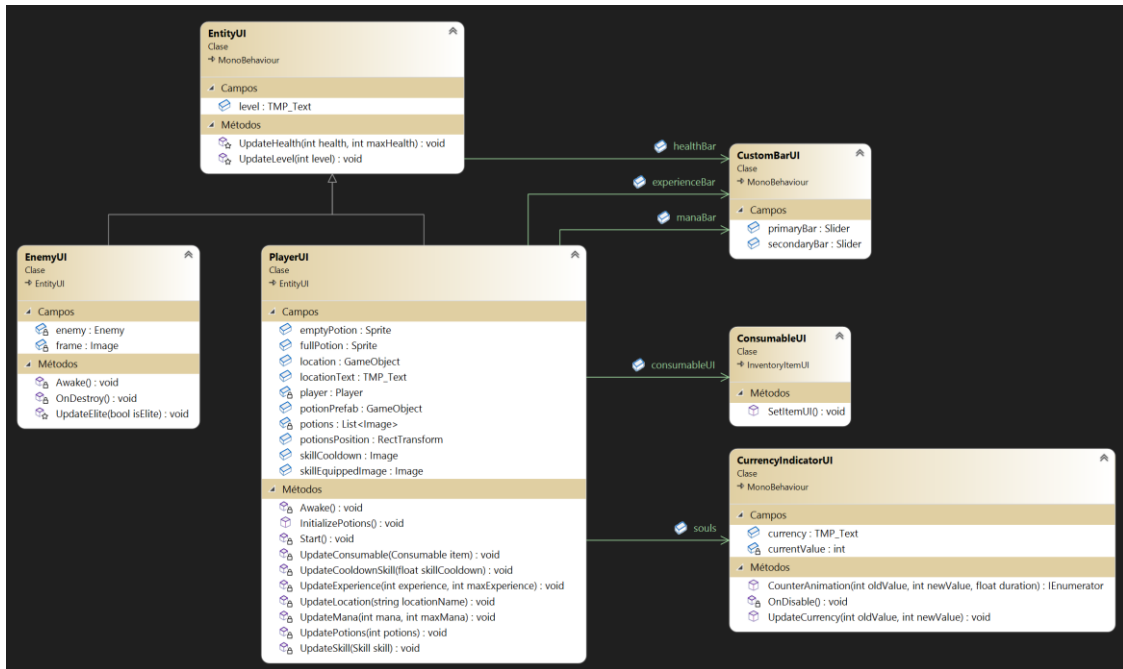 EntityUI
Clase
MonoBehaviour
Campos
level : TMP_Text
Métodos
UpdateHealth(int health, int maxHealth) : void
UpdateLevel(int level) : void
healthBar
experienceBar
manaBar
CustomBarUI
Clase
MonoBehaviour
Campos
primaryBar : Slider
secondaryBar : Slider
EnemyUI
Clase
EntityUI
Campos
enemy : Enemy
frame : Image
Métodos
Awake() : void
OnDestroy() : void
UpdateElite(bool isElite) : void
PlayerUI
Clase
EntityUI
Campos
emptyPotion : Sprite
fullPotion : Sprite
location : GameObject
locationText : TMP_Text
player : Player
potionPrefab : GameObject
potions : List<Image>
potionsPosition : RectTransform
skillCooldown : Image
skillEquippedImage : Image
Métodos
Awake() : void
InitializePotions() : void
Start() : void
UpdateConsumable(Consumable item) : void
UpdateCooldownSkill(float skillCooldown) : void
UpdateExperience(int experience, int maxExperience) : void
UpdateLocation(string locationName) : void
UpdateMana(int mana, int maxMana) : void
UpdatePotions(int potions) : void
UpdateSkill(Skill skill) : void
consumableUI
ConsumableUI
Clase
InventoryItemUI
Métodos
SetItemUI() : void
souls
CurrencyIndicatorUI
Clase
MonoBehaviour
Campos
currency : TMP_Text
currentValue : int
Métodos
CounterAnimation(int oldValue, int newValue, float duration) : IEnumerator
OnDisable() : void
UpdateCurrency(int oldValue, int newValue) : void